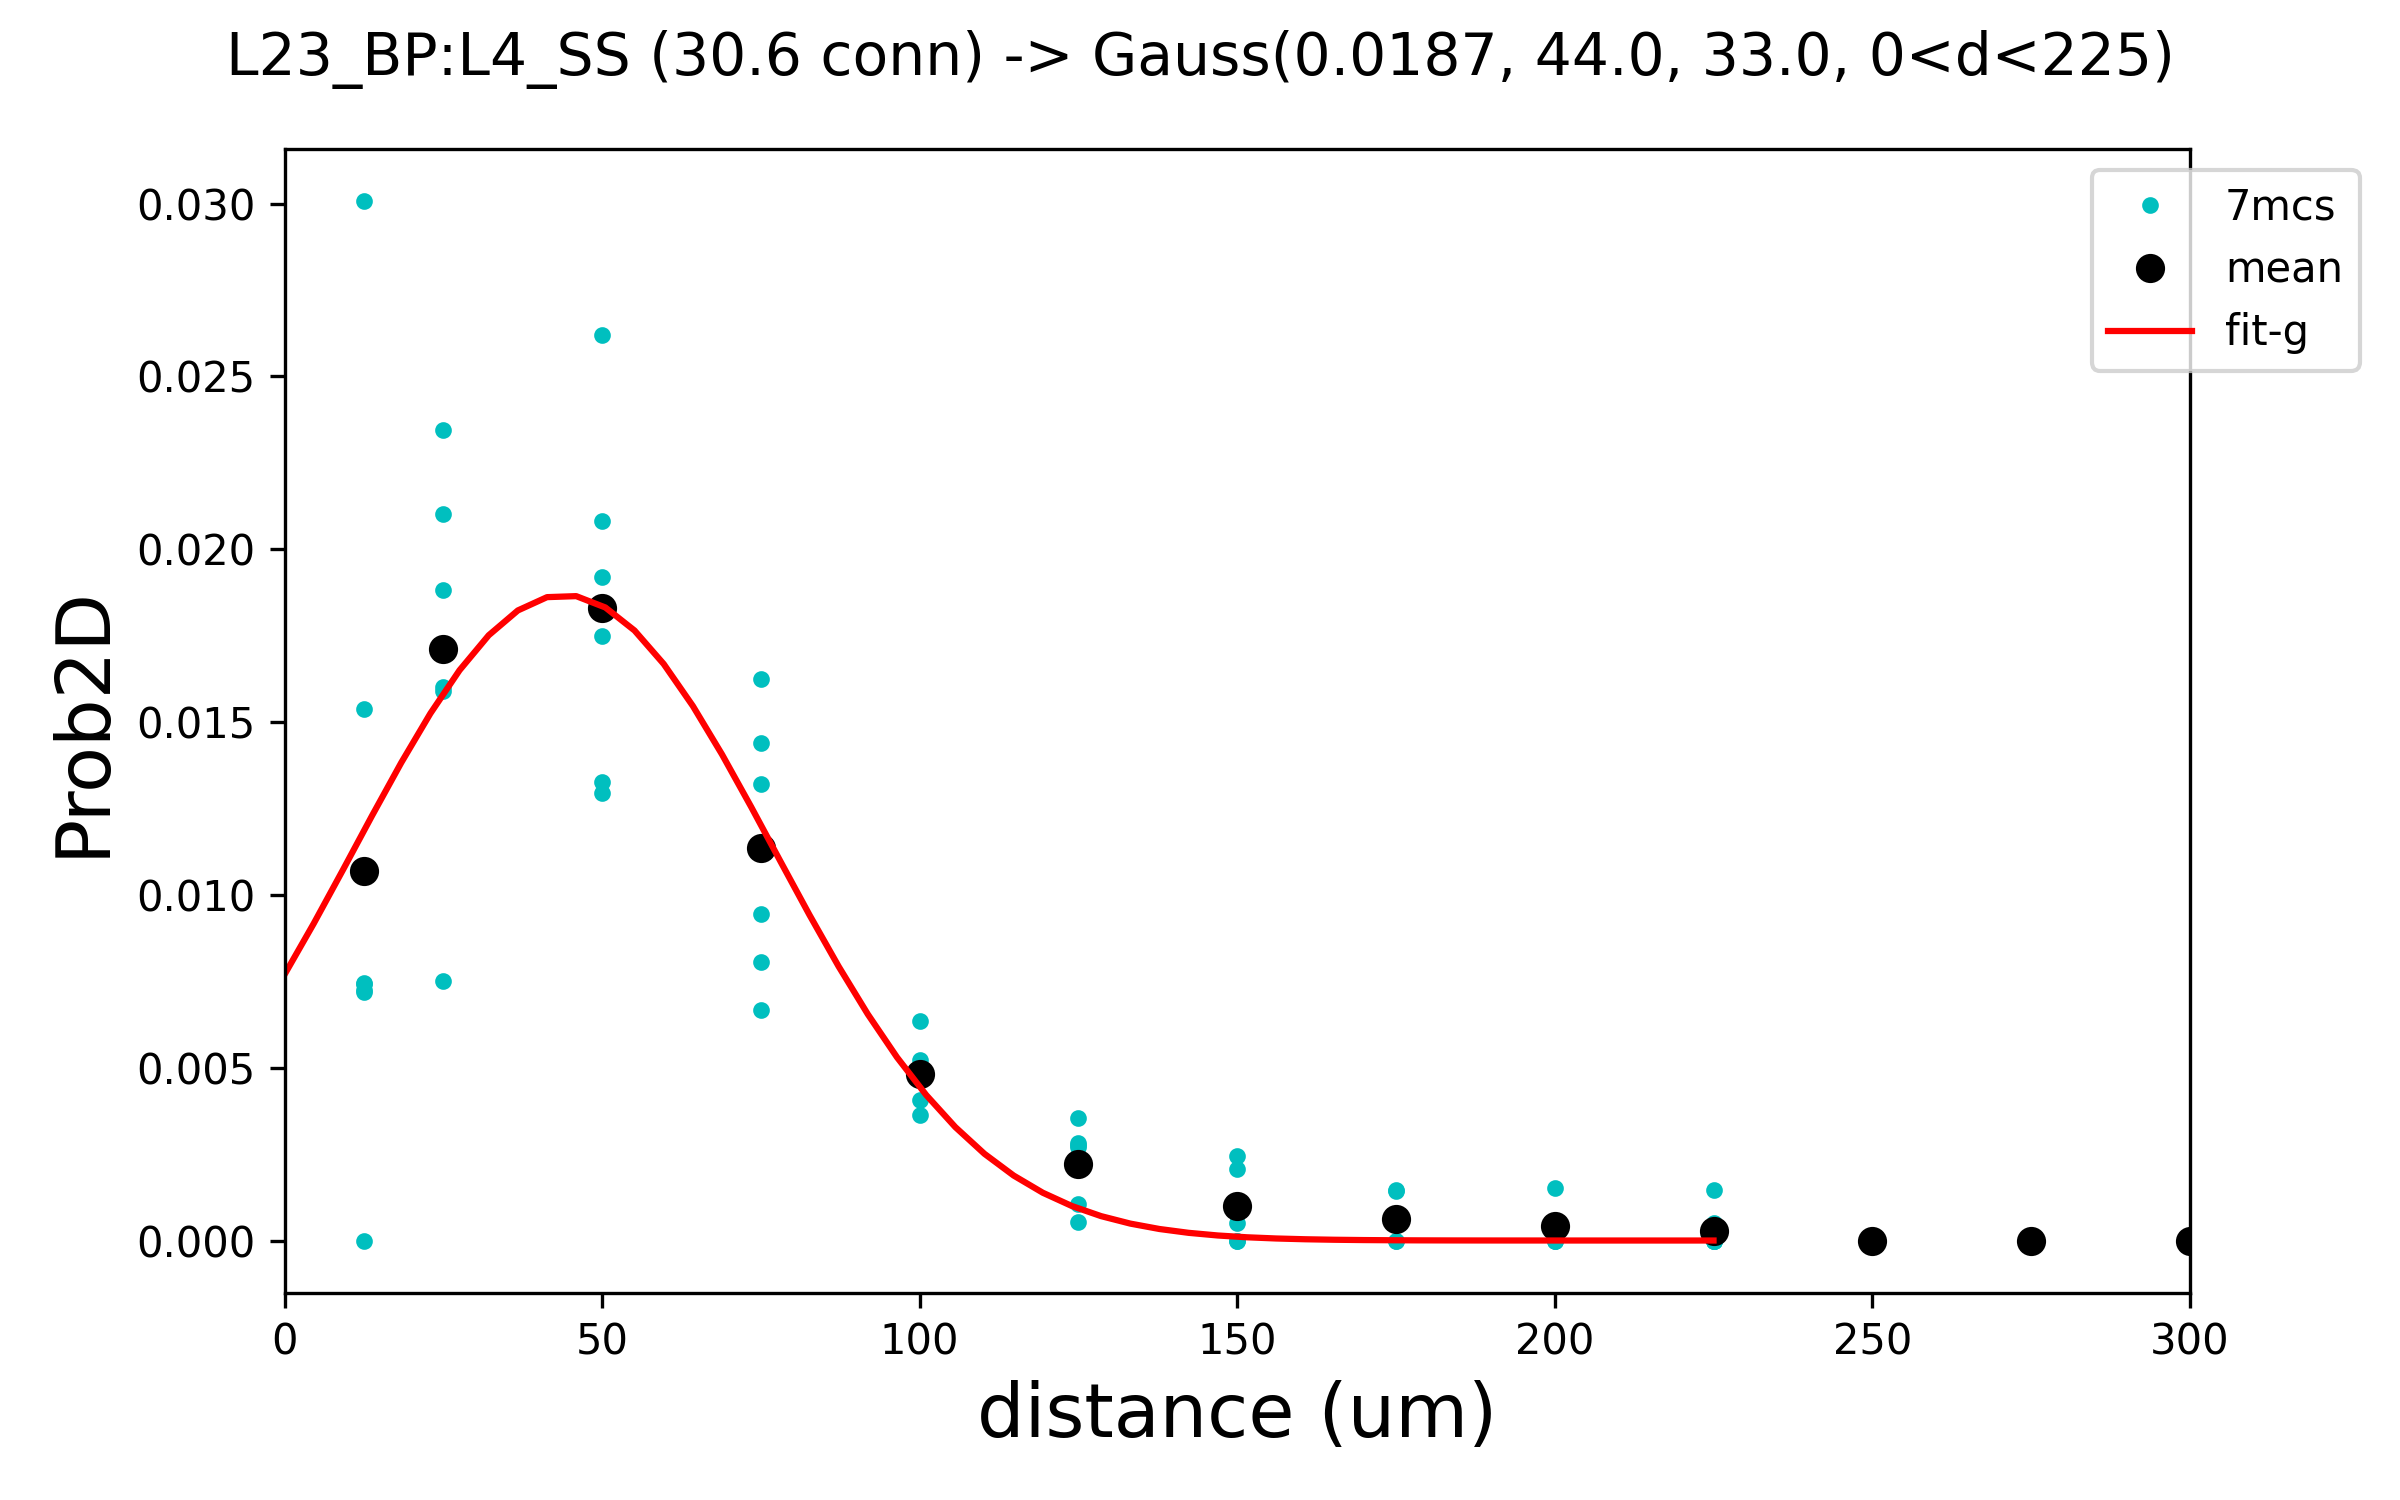 L23_BP:L4_SS (30.6 conn) -> Gauss(0.0187, 44.0, 33.0, 0<d<225)
7mcs
mean
fit-g
Prob2D
0.030
0.025
0.020
0.015
0.010
0.005
0.000
0 50 100 150 200 250 300
distance (um)